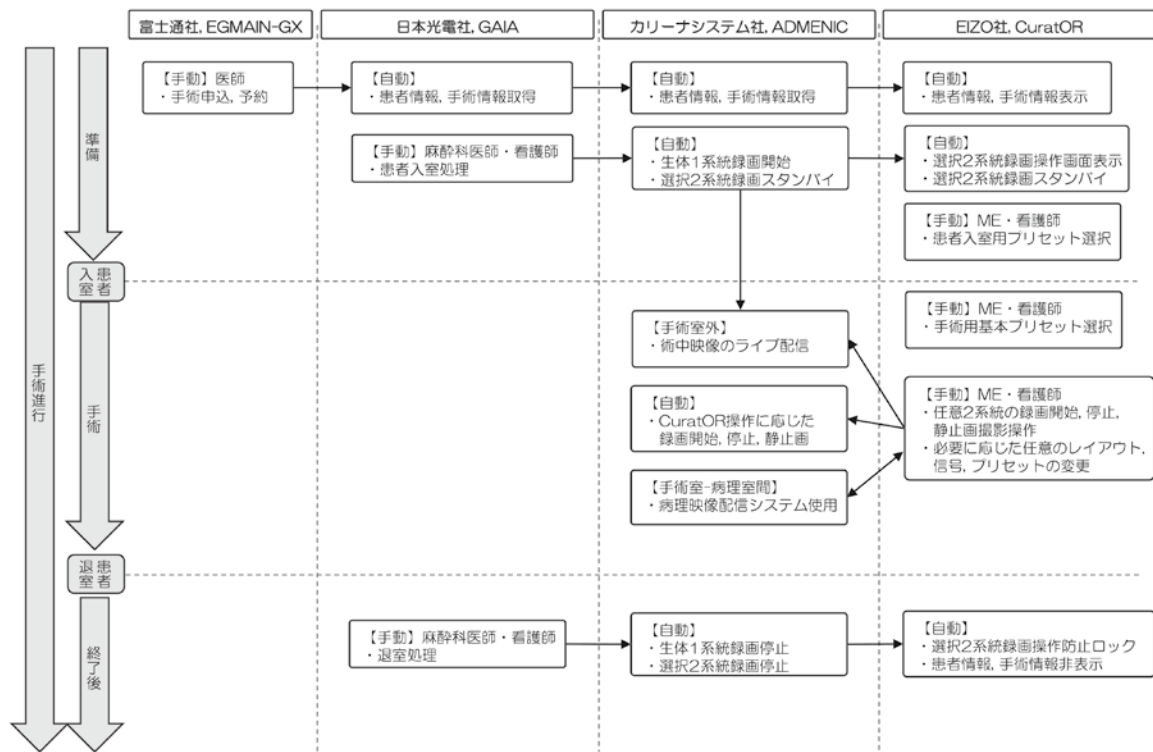 富士通社, EGMAIN-GX
日本光電社, GAIA
カリーナシステム社, ADMENIC
EIZO社, CuratOR
手術進行
準備
【手動】医師
・手術申込, 予約
【自動】
・患者情報, 手術情報取得
【自動】
・患者情報, 手術情報取得
【自動】
・患者情報, 手術情報表示
【手動】麻酔科医師・看護師
・患者入室処理
【自動】
・生体1系統録画開始
・選択2系統録画スタンバイ
【自動】
・選択2系統録画操作画面表示
・選択2系統録画スタンバイ
【手動】ME・看護師
・患者入室用プリセット選択
患者
入室
手術
【手術室外】
・術中映像のライブ配信
【手動】ME・看護師
・手術用基本プリセット選択
【自動】
・CuratOR操作に応じた
録画開始, 停止, 静止画
【手動】ME・看護師
・任意2系統の録画開始, 停止,
静止画撮影操作
・必要に応じた任意のレイアウト,
信号, プリセットの変更
【手術室-病理室間】
・病理映像配信システム使用
患者
退室
終了後
【手動】麻酔科医師・看護師
・退室処理
【自動】
・生体1系統録画停止
・選択2系統録画停止
【自動】
・選択2系統録画操作防止ロック
・患者情報, 手術情報非表示